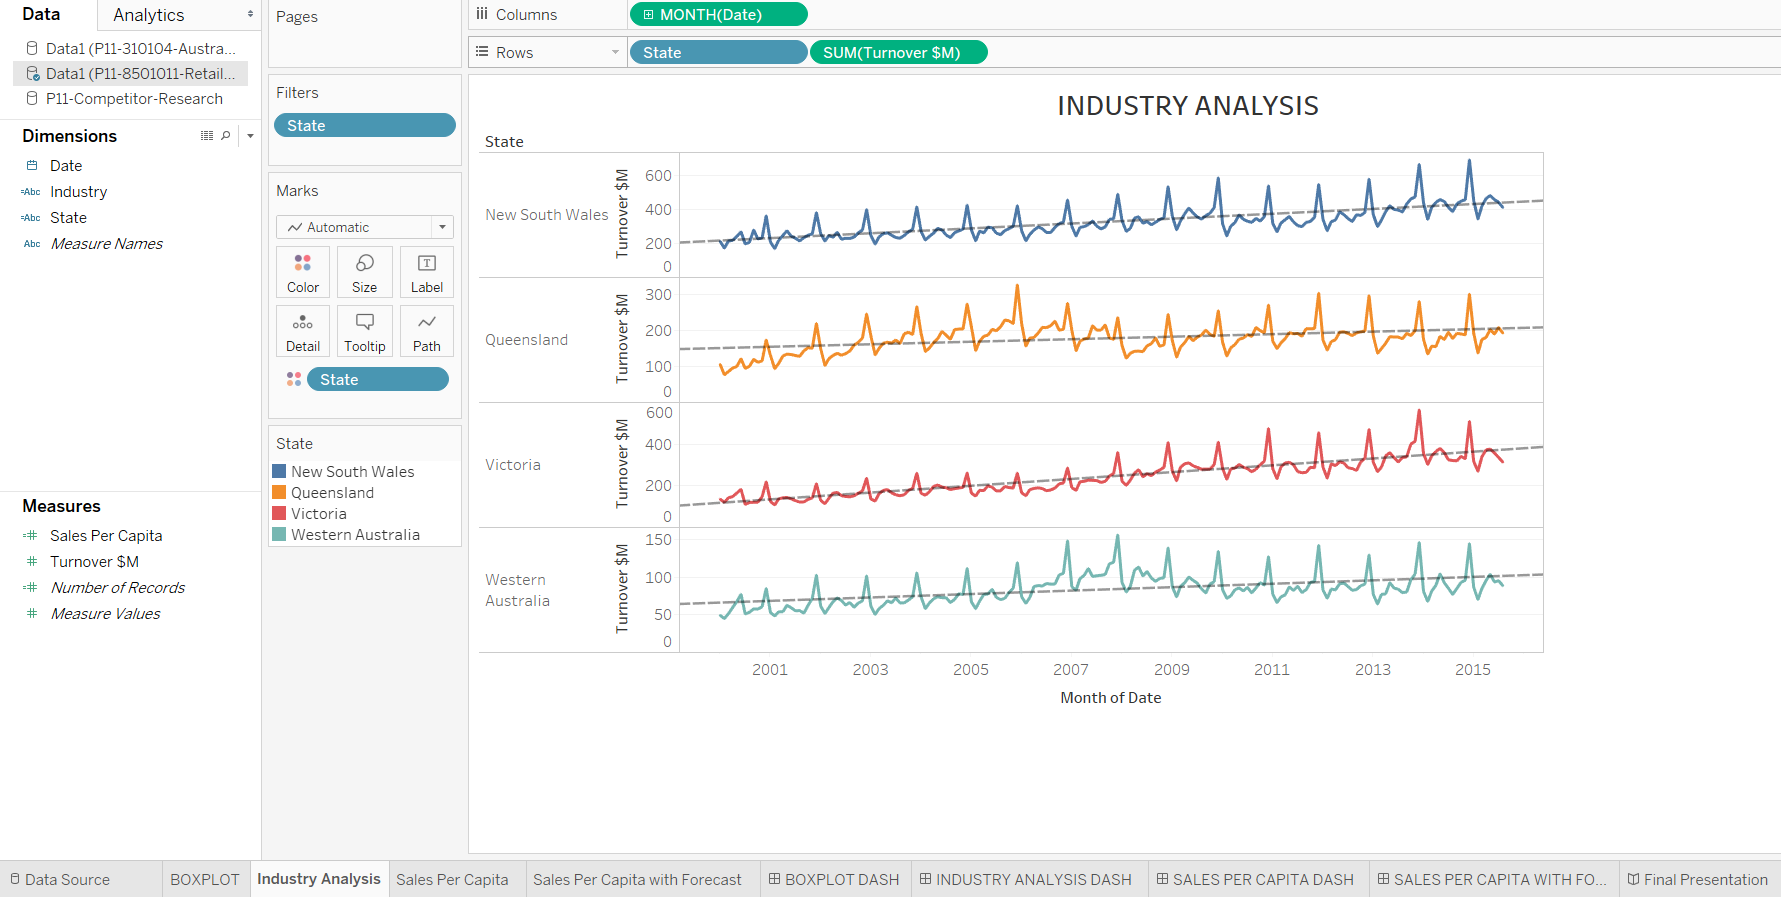 Data
Analytics
Data1 (P11-310104-Austra...
Data1 (P11-8501011-Retail...
P11-Competitor-Research
Dimensions
Date
=Abc Industry
=Abc State
Abc Measure Names
Measures
=# Sales Per Capita
# Turnover $M
=# Number of Records
# Measure Values
Pages
Filters
State
Marks
Automatic
Color
Size
T
Label
Detail
Tooltip
Path
State
State
New South Wales
Queensland
Victoria
Western Australia
Columns
MONTH(Date)
Rows
State
SUM(Turnover $M)
INDUSTRY ANALYSIS
State
New South Wales
Turnover $M
600
400
200
0
Queensland
Turnover $M
300
200
100
0
Victoria
Turnover $M
600
400
200
0
Western
Australia
Turnover $M
150
100
50
0
2001 2003 2005 2007 2009 2011 2013 2015
Month of Date
Data Source
BOXPLOT
Industry Analysis
Sales Per Capita
Sales Per Capita with Forecast
BOXPLOT DASH
INDUSTRY ANALYSIS DASH
SALES PER CAPITA DASH
SALES PER CAPITA WITH FO...
Final Presentation